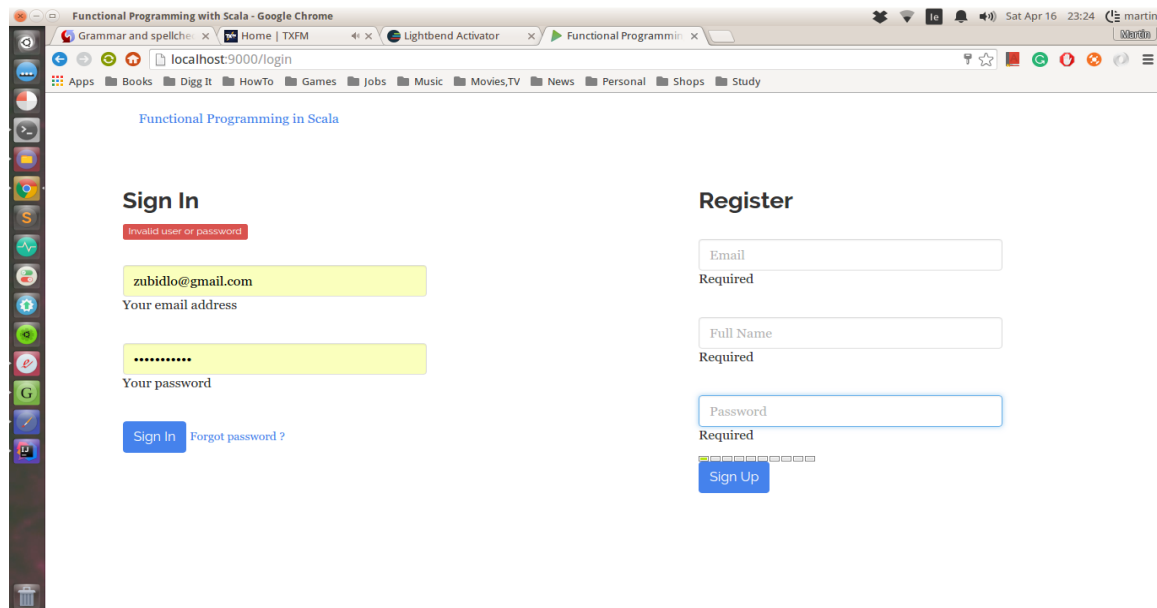 Functional Programming with Scala - Google Chrome
le
Sat Apr 16 23:24
martin
Grammar and spellche
Home | TXFM
Lightbend Activator
Functional Programmin
Martin
localhost:9000/login
Apps Books Digg It HowTo Games Jobs Music Movies,TV News Personal Shops Study
Functional Programming in Scala
Sign In
Invalid user or password
zubidlo@gmail.com
Your email address
•••••••••••
Your password
Sign In Forgot password ?
Register
Email
Required
Full Name
Required
Password
Required
Sign Up